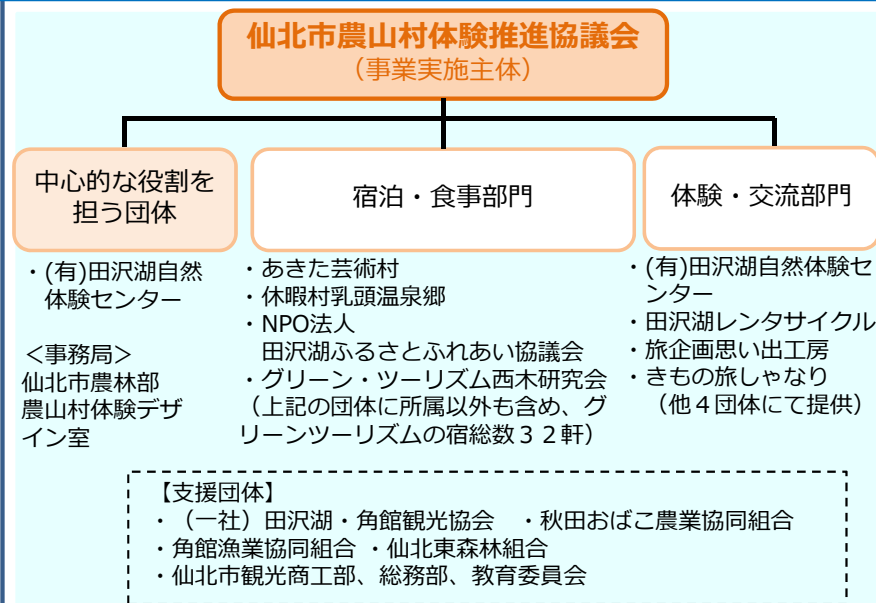 仙北市農山村体験推進協議会
（事業実施主体）
中心的な役割を
担う団体
・(有)田沢湖自然
体験センター
＜事務局＞
仙北市農林部
農山村体験デザ
イン室
宿泊・食事部門
・あきた芸術村
・休暇村乳頭温泉郷
・NPO法人
田沢湖ふるさとふれあい協議会
・グリーン・ツーリズム西木研究会
（上記の団体に所属以外も含め、グ
リーンツーリズムの宿総数３２軒）
体験・交流部門
・(有)田沢湖自然体験セ
ンター
・田沢湖レンタサイクル
・旅企画思い出工房
・きもの旅しゃなり
（他４団体にて提供）
【支援団体】
・（一社）田沢湖・角館観光協会　・秋田おばこ農業協同組合
・角館漁業協同組合 ・仙北東森林組合
・仙北市観光商工部、総務部、教育委員会